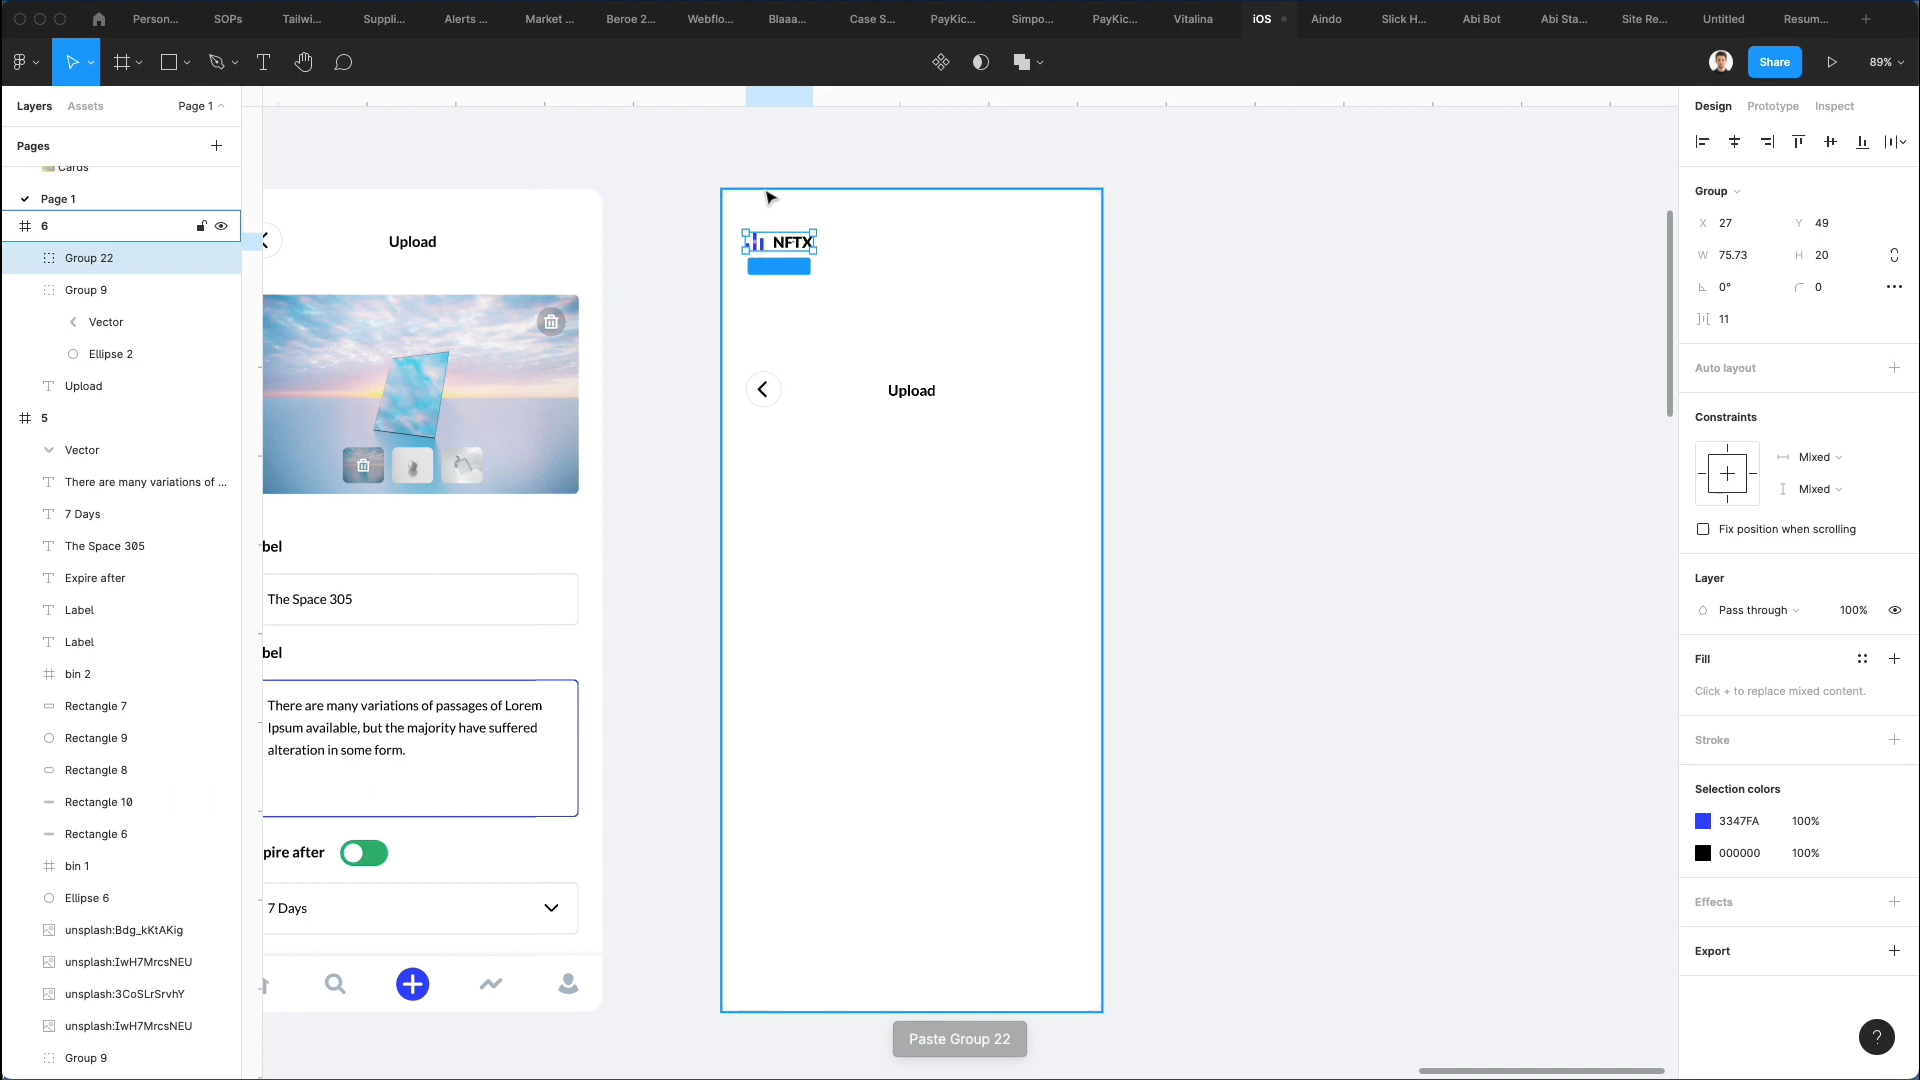 Person...
SOPs
Tailwi...
Suppli...
Alerts ...
Market ...
Beroe 2...
Webflo...
Blaaa...
Case S...
PayKic...
Simpo...
PayKic...
Vitalina
iOS
Aindo
Slick H...
Abi Bot
Abi Sta...
Site Re...
Untitled
Resum...
Share
89%
Layers
Assets
Page 1
Pages
Cards
Page 1
6
Group 22
Group 9
Vector
Ellipse 2
Upload
5
Vector
There are many variations of ...
7 Days
The Space 305
Expire after
Label
Label
bin 2
Rectangle 7
Rectangle 9
Rectangle 8
Rectangle 10
Rectangle 6
bin 1
Ellipse 6
unsplash:Bdg_kKtAKig
unsplash:IwH7MrcsNEU
unsplash:3CoSLrSrvhY
unsplash:IwH7MrcsNEU
Group 9
Upload
bel
The Space 305
bel
There are many variations of passages of Lorem
Ipsum available, but the majority have suffered
alteration in some form.
pire after
7 Days
NFTX
Upload
Paste Group 22
Design
Prototype
Inspect
Group
X 27
Y 49
W 75.73
H 20
0°
0
11
Auto layout
Constraints
Mixed
Mixed
Fix position when scrolling
Layer
Pass through
100%
Fill
Click + to replace mixed content.
Stroke
Selection colors
3347FA
100%
000000
100%
Effects
Export
?